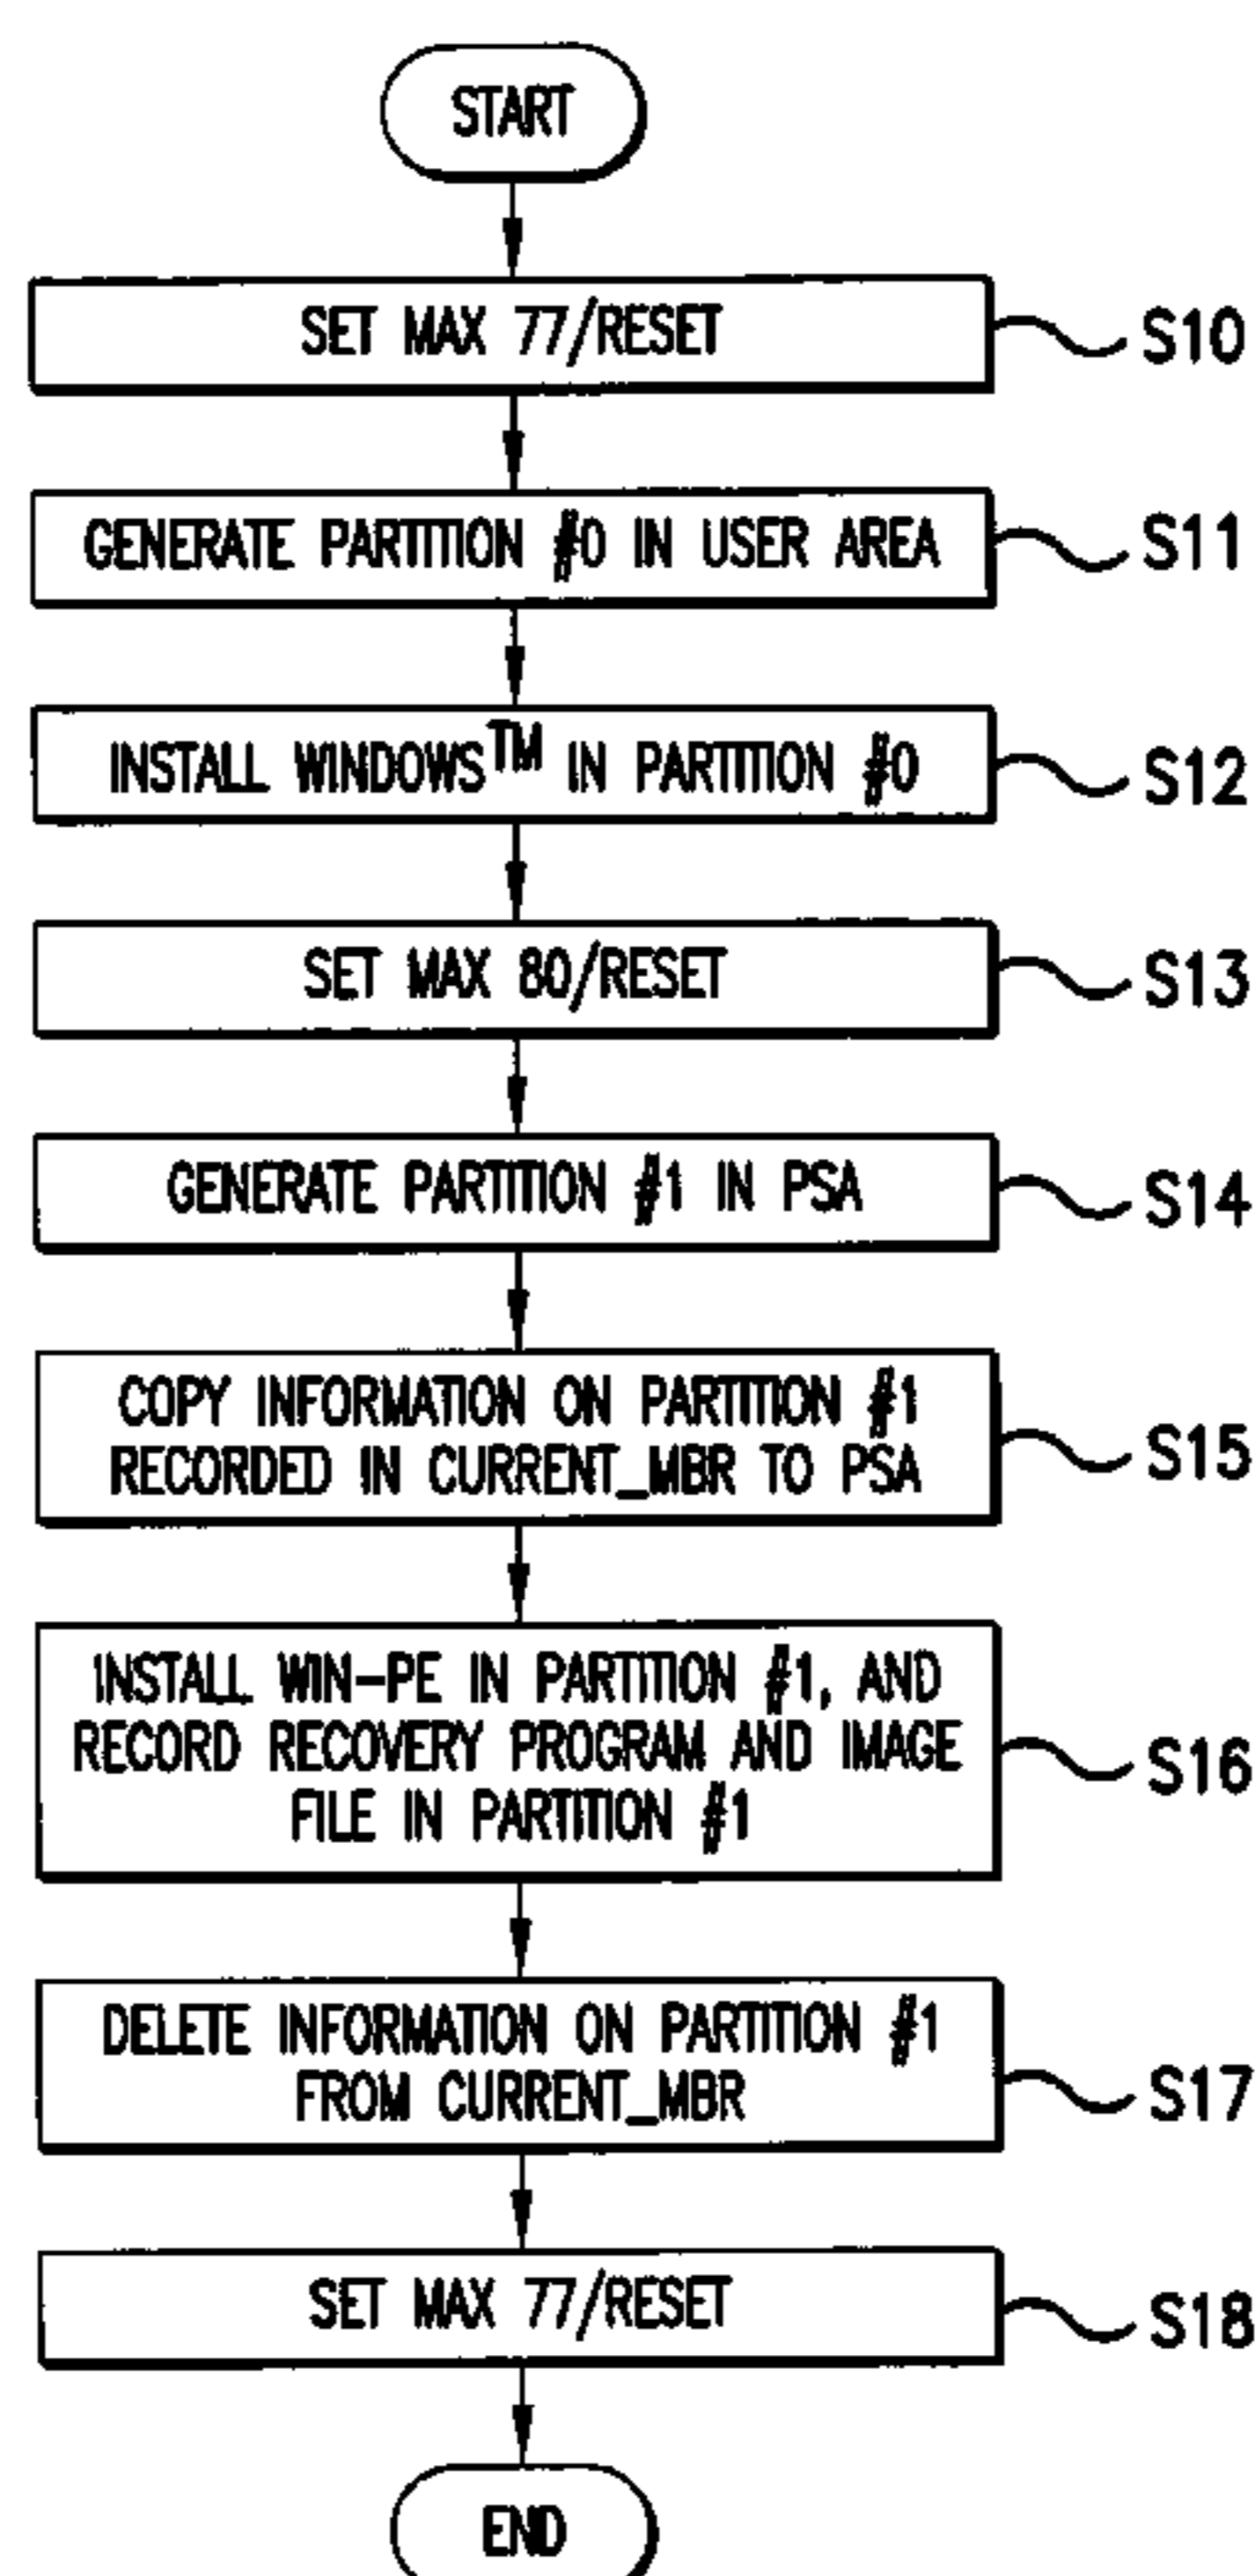 START
SET MAX 77/RESET
S10
GENERATE PARTITION #0 IN USER AREA
S11
INSTALL WINDOWS™ IN PARTITION #0
S12
SET MAX 80/RESET
S13
GENERATE PARTITION #1 IN PSA
S14
COPY INFORMATION ON PARTITION #1
RECORDED IN CURRENT_MBR TO PSA
S15
INSTALL WIN-PE IN PARTITION #1, AND
RECORD RECOVERY PROGRAM AND IMAGE
FILE IN PARTITION #1
S16
DELETE INFORMATION ON PARTITION #1
FROM CURRENT_MBR
S17
SET MAX 77/RESET
S18
END